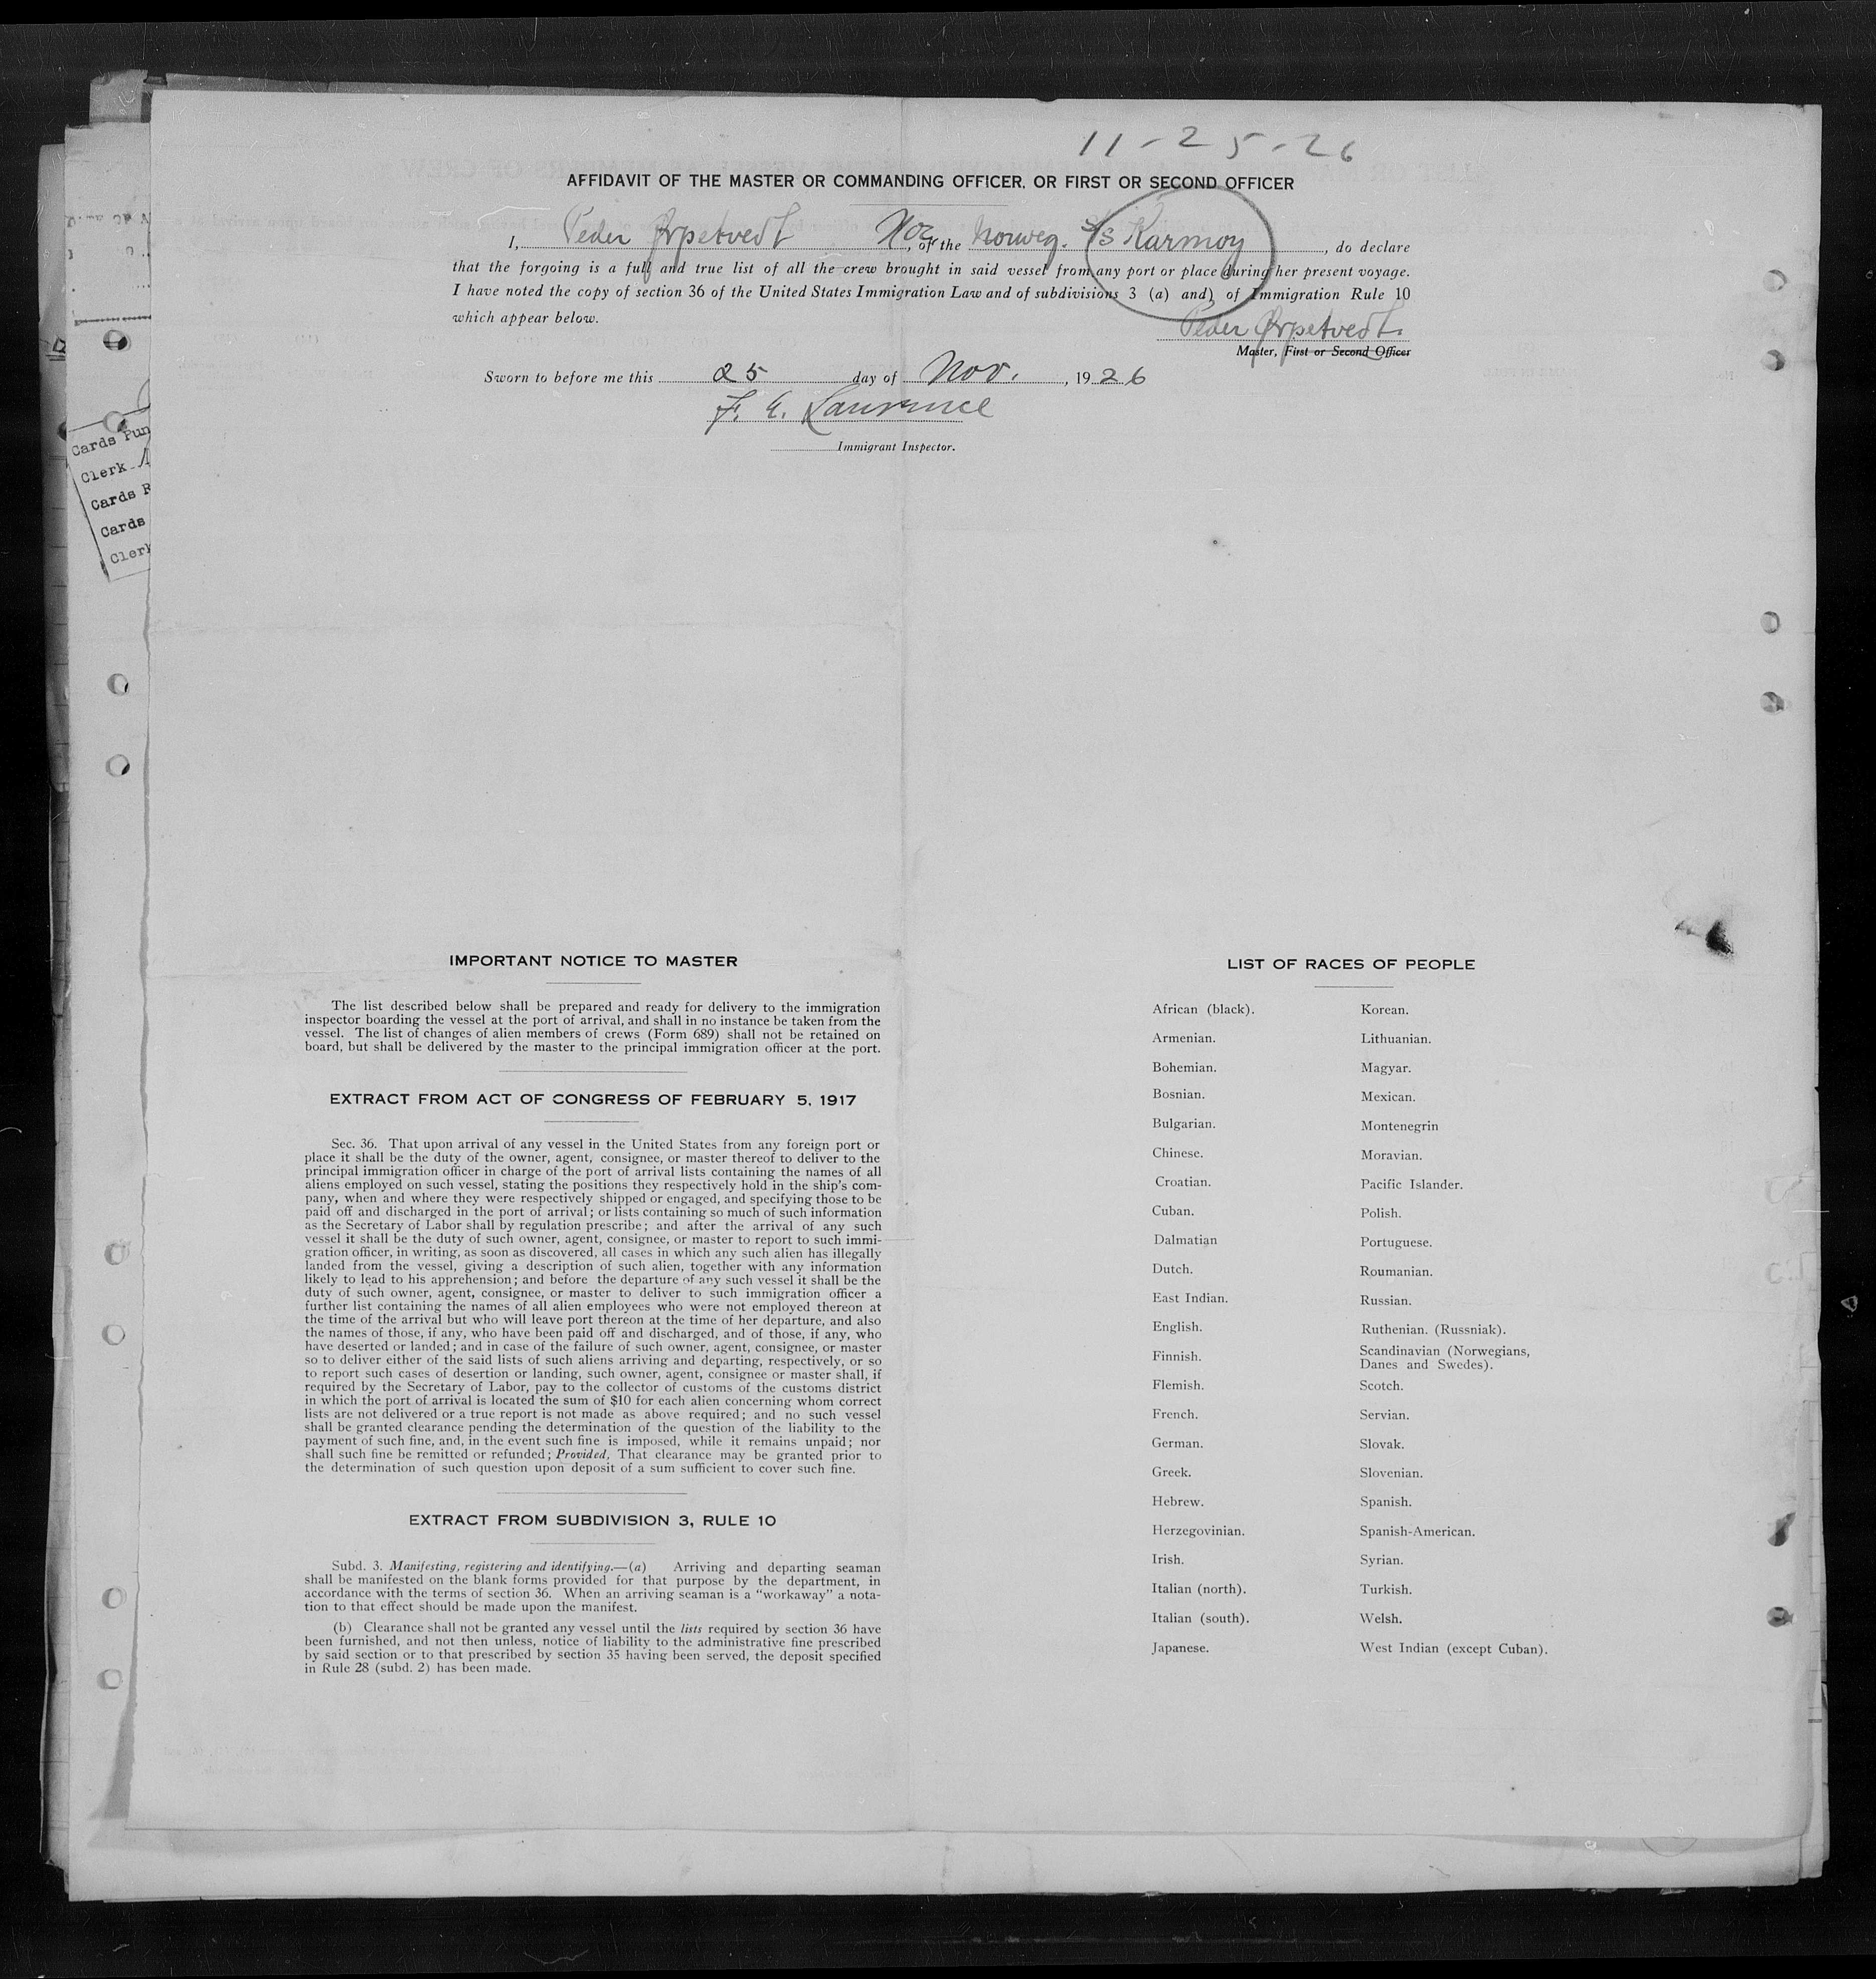 11-25-26
AFFIDAVIT OF THE MASTER OR COMMANDING OFFICER, OR FIRST OR SECOND OFFICER
I, Peder Ørpetvedt, of the Norweg. S/S Karmoy, do declare
that the forgoing is a full and true list of all the crew brought in said vessel from any port or place during her present voyage.
I have noted the copy of section 36 of the United States Immigration Law and of subdivisions 3 (a) and) of Immigration Rule 10
which appear below.
Peder Ørpetvedt.
Master, First or Second Officer
Sworn to before me this 25 day of Nov., 1926
F. E. Lawrence
Immigrant Inspector.
Cards Pun
Clerk
Cards R
Cards
Clerk
IMPORTANT NOTICE TO MASTER
The list described below shall be prepared and ready for delivery to the immigration
inspector boarding the vessel at the port of arrival, and shall in no instance be taken from the
vessel. The list of changes of alien members of crews (Form 689) shall not be retained on
board, but shall be delivered by the master to the principal immigration officer at the port.
EXTRACT FROM ACT OF CONGRESS OF FEBRUARY 5, 1917
Sec. 36. That upon arrival of any vessel in the United States from any foreign port or
place it shall be the duty of the owner, agent, consignee, or master thereof to deliver to the
principal immigration officer in charge of the port of arrival lists containing the names of all
aliens employed on such vessel, stating the positions they respectively hold in the ship's com-
pany, when and where they were respectively shipped or engaged, and specifying those to be
paid off and discharged in the port of arrival; or lists containing so much of such information
as the Secretary of Labor shall by regulation prescribe; and after the arrival of any such
vessel it shall be the duty of such owner, agent, consignee, or master to report to such immi-
gration officer, in writing, as soon as discovered, all cases in which any such alien has illegally
landed from the vessel, giving a description of such alien, together with any information
likely to lead to his apprehension; and before the departure of any such vessel it shall be the
duty of such owner, agent, consignee, or master to deliver to such immigration officer a
further list containing the names of all alien employees who were not employed thereon at
the time of the arrival but who will leave port thereon at the time of her departure, and also
the names of those, if any, who have been paid off and discharged, and of those, if any, who
have deserted or landed; and in case of the failure of such owner, agent, consignee, or master
so to deliver either of the said lists of such aliens arriving and departing, respectively, or so
to report such cases of desertion or landing, such owner, agent, consignee or master shall, if
required by the Secretary of Labor, pay to the collector of customs of the customs district
in which the port of arrival is located the sum of $10 for each alien concerning whom correct
lists are not delivered or a true report is not made as above required; and no such vessel
shall be granted clearance pending the determination of the question of the liability to the
payment of such fine, and, in the event such fine is imposed, while it remains unpaid; nor
shall such fine be remitted or refunded; Provided, That clearance may be granted prior to
the determination of such question upon deposit of a sum sufficient to cover such fine.
EXTRACT FROM SUBDIVISION 3, RULE 10
Subd. 3. Manifesting, registering and identifying.—(a) Arriving and departing seaman
shall be manifested on the blank forms provided for that purpose by the department, in
accordance with the terms of section 36. When an arriving seaman is a "workaway" a nota-
tion to that effect should be made upon the manifest.
(b) Clearance shall not be granted any vessel until the lists required by section 36 have
been furnished, and not then unless, notice of liability to the administrative fine prescribed
by said section or to that prescribed by section 35 having been served, the deposit specified
in Rule 28 (subd. 2) has been made.
LIST OF RACES OF PEOPLE
African (black). Korean.
Armenian. Lithuanian.
Bohemian. Magyar.
Bosnian. Mexican.
Bulgarian. Montenegrin
Chinese. Moravian.
Croatian. Pacific Islander.
Cuban. Polish.
Dalmatian Portuguese.
Dutch. Roumanian.
East Indian. Russian.
English. Ruthenian. (Russniak).
Finnish. Scandinavian (Norwegians,
Danes and Swedes).
Flemish. Scotch.
French. Servian.
German. Slovak.
Greek. Slovenian.
Hebrew. Spanish.
Herzegovinian. Spanish-American.
Irish. Syrian.
Italian (north). Turkish.
Italian (south). Welsh.
Japanese. West Indian (except Cuban).